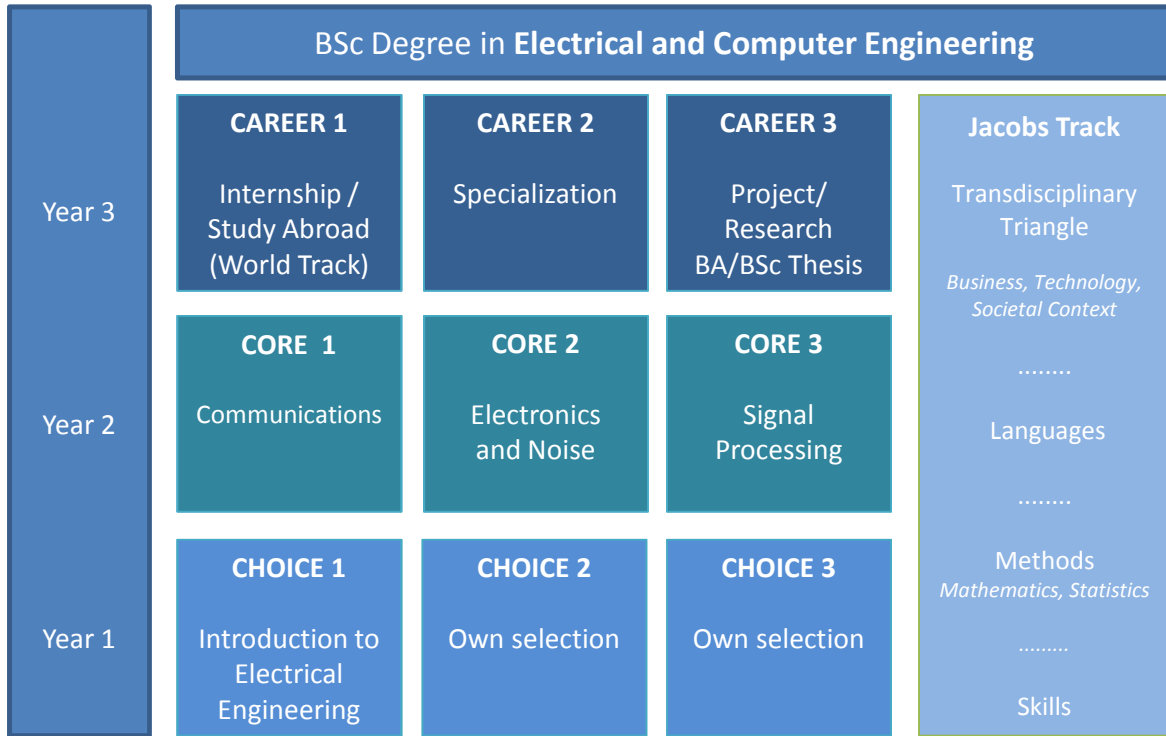 BSc Degree in Electrical and Computer Engineering
Year 3
CAREER 1
Internship /
Study Abroad
(World Track)
CAREER 2
Specialization
CAREER 3
Project/
Research
BA/BSc Thesis
Year 2
CORE 1
Communications
CORE 2
Electronics
and Noise
CORE 3
Signal
Processing
Year 1
CHOICE 1
Introduction to
Electrical
Engineering
CHOICE 2
Own selection
CHOICE 3
Own selection
Jacobs Track
Transdisciplinary
Triangle
Business, Technology,
Societal Context
........
Languages
........
Methods
Mathematics, Statistics
.........
Skills